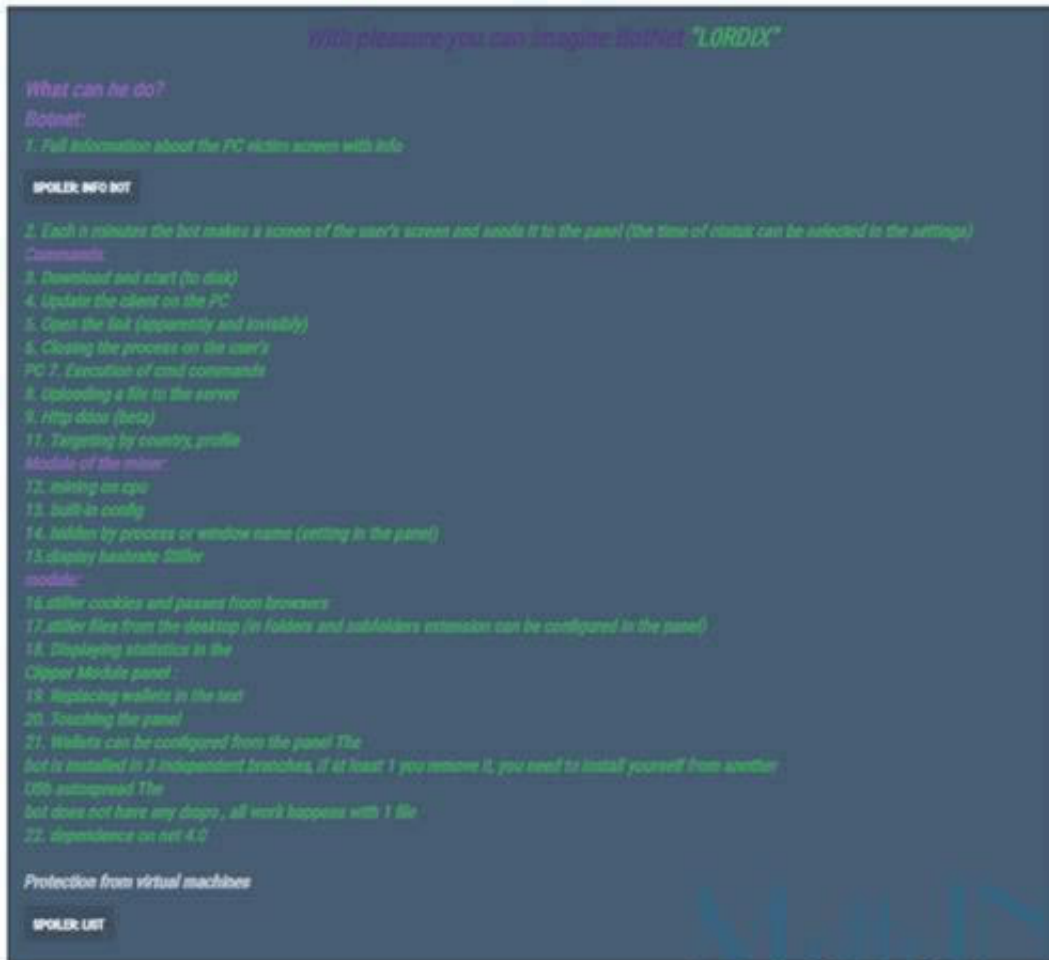 With pleasure you can imagine BotNet "L0RDIX"
What can he do?
Botnet:
1. Full information about the PC victim screen with info
SPOILER: INFO BOT
2. Each n minutes the bot makes a screen of the user's screen and sends it to the panel (the time of status can be selected in the settings)
Commands:
3. Download and start (to disk)
4. Update the client on the PC
5. Open the link (apparently and invisibly)
6. Closing the process on the user's
PC 7. Execution of cmd commands
8. Uploading a file to the server
9. Http ddos (beta)
11. Targeting by country, profile
Module of the miner:
12. mining on cpu
13. built-in config
14. hidden by process or window name (setting in the panel)
15.display hashrate Stiller
module:
16.stiller cookies and passes from browsers
17.stiller files from the desktop (in folders and subfolders extension can be configured in the panel)
18. Displaying statistics in the
Clipper Module panel :
19. Replacing wallets in the text
20. Touching the panel
21. Wallets can be configured from the panel The
bot is installed in 3 independent branches, if at least 1 you remove it, you need to install yourself from another
USB autospread The
bot does not have any drops , all work happens with 1 file
22. dependence on net 4.0
Protection from virtual machines
SPOILER: LIST